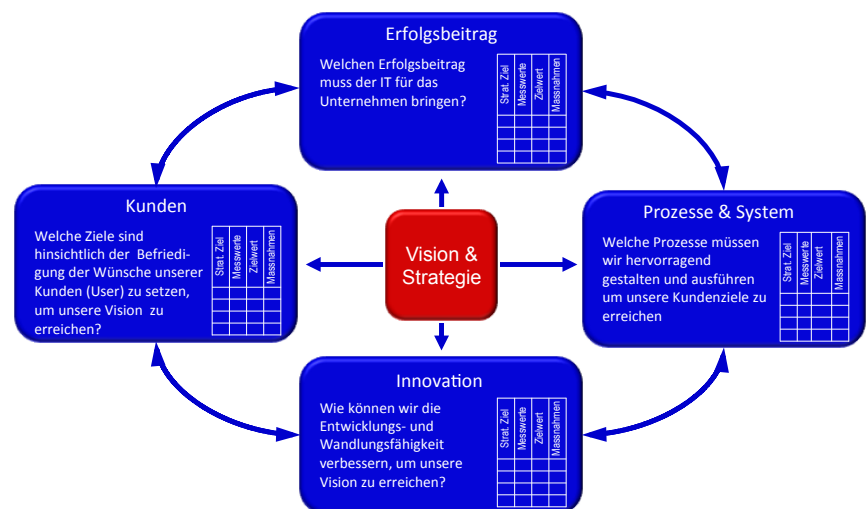 Erfolgsbeitrag
Welchen Erfolgsbeitrag
muss der IT für das
Unternehmen bringen?
Strat. Ziel
Messwerte
Zielwert
Massnahmen
Kunden
Welche Ziele sind
hinsichtlich der Befriedi-
gung der Wünsche unserer
Kunden (User) zu setzen,
um unsere Vision zu
erreichen?
Strat. Ziel
Messwerte
Zielwert
Massnahmen
Vision &
Strategie
Prozesse & System
Welche Prozesse müssen
wir hervorragend
gestalten und ausführen
um unsere Kundenziele zu
erreichen
Strat. Ziel
Messwerte
Zielwert
Massnahmen
Innovation
Wie können wir die
Entwicklungs- und
Wandlungsfähigkeit
verbessern, um unsere
Vision zu erreichen?
Strat. Ziel
Messwerte
Zielwert
Massnahmen